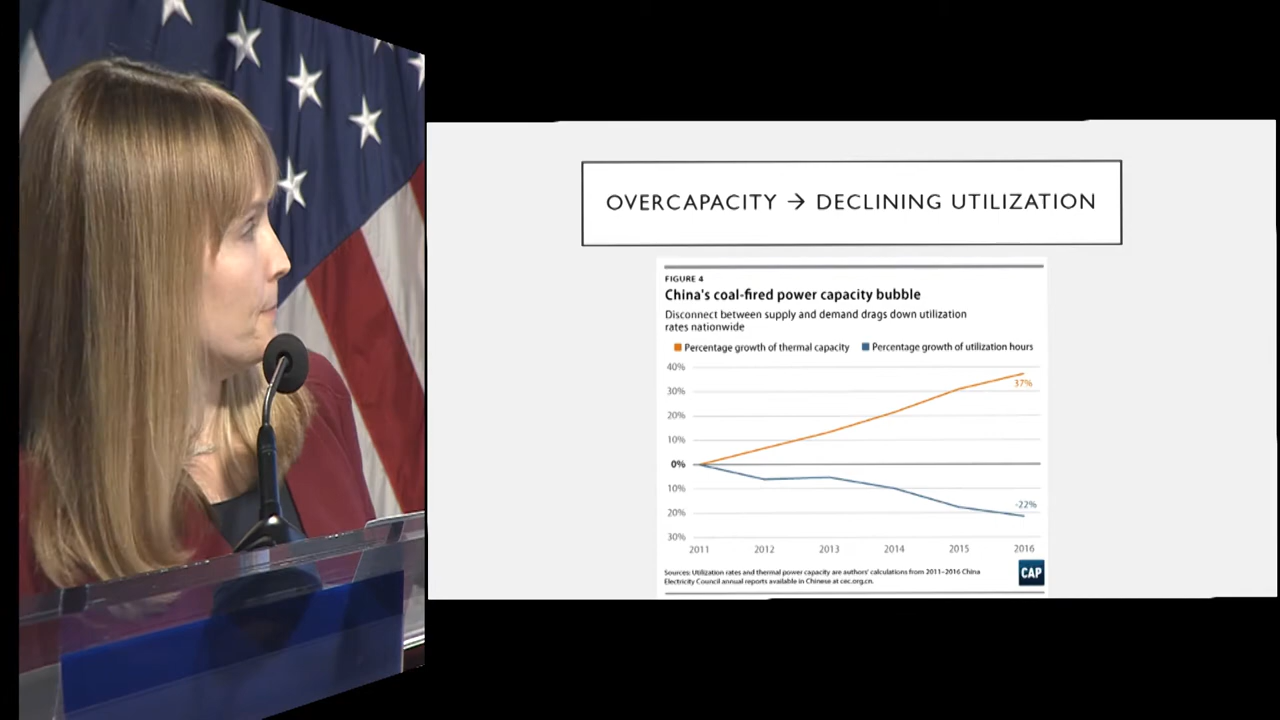 OVERCAPACITY → DECLINING UTILIZATION
FIGURE 4
China's coal-fired power capacity bubble
Disconnect between supply and demand drags down utilization
rates nationwide
Percentage growth of thermal capacity Percentage growth of utilization hours
40%
37%
30%
20%
10%
0%
10%
-22%
20%
30%
2011 2012 2013 2014 2015 2016
Sources: Utilization rates and thermal power capacity are authors' calculations from 2011–2016 China
Electricity Council annual reports available in Chinese at cec.org.cn.
CAP